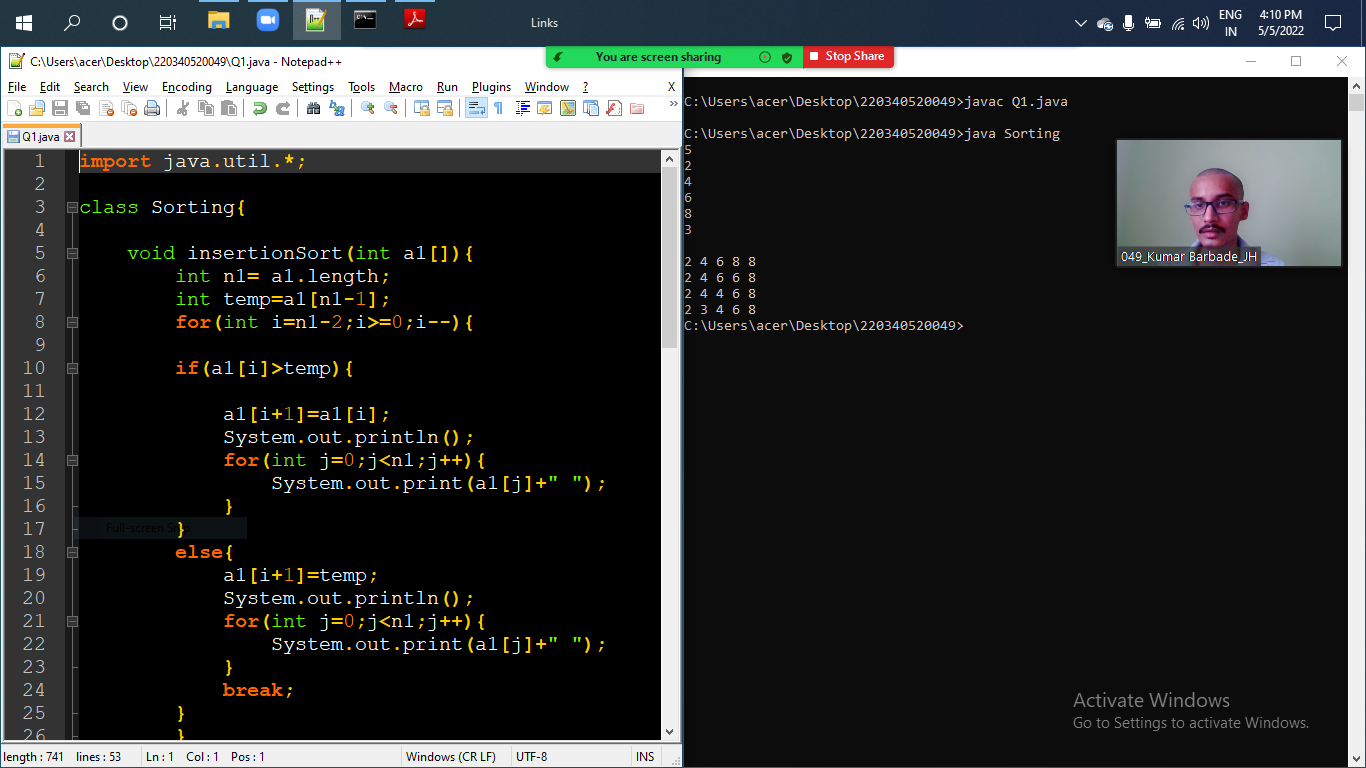 Links
ENG
IN
4:10 PM
5/5/2022
C:\Users\acer\Desktop\220340520049\Q1.java - Notepad++
You are screen sharing
Stop Share
File Edit Search View Encoding Language Settings Tools Macro Run Plugins Window ? X
Q1.java
1 import java.util.*;
2
3 class Sorting{
4
5 void insertionSort(int a1[]){
6 int n1= a1.length;
7 int temp=a1[n1-1];
8 for(int i=n1-2;i>=0;i--){
9
10 if(a1[i]>temp){
11
12 a1[i+1]=a1[i];
13 System.out.println();
14 for(int j=0;j<n1;j++){
15 System.out.print(a1[j]+" ");
16 }
17 }
Full-screen
18 else{
19 a1[i+1]=temp;
20 System.out.println();
21 for(int j=0;j<n1;j++){
22 System.out.print(a1[j]+" ");
23 }
24 break;
25 }
26 }
length : 741 lines : 53 Ln : 1 Col : 1 Pos : 1 Windows (CR LF) UTF-8 INS
C:\Users\acer\Desktop\220340520049>javac Q1.java
C:\Users\acer\Desktop\220340520049>java Sorting
5
2
4
6
8
3
2 4 6 8 8
2 4 6 6 8
2 4 4 6 8
2 3 4 6 8
C:\Users\acer\Desktop\220340520049>
049_Kumar Barbade_JH
Activate Windows
Go to Settings to activate Windows.